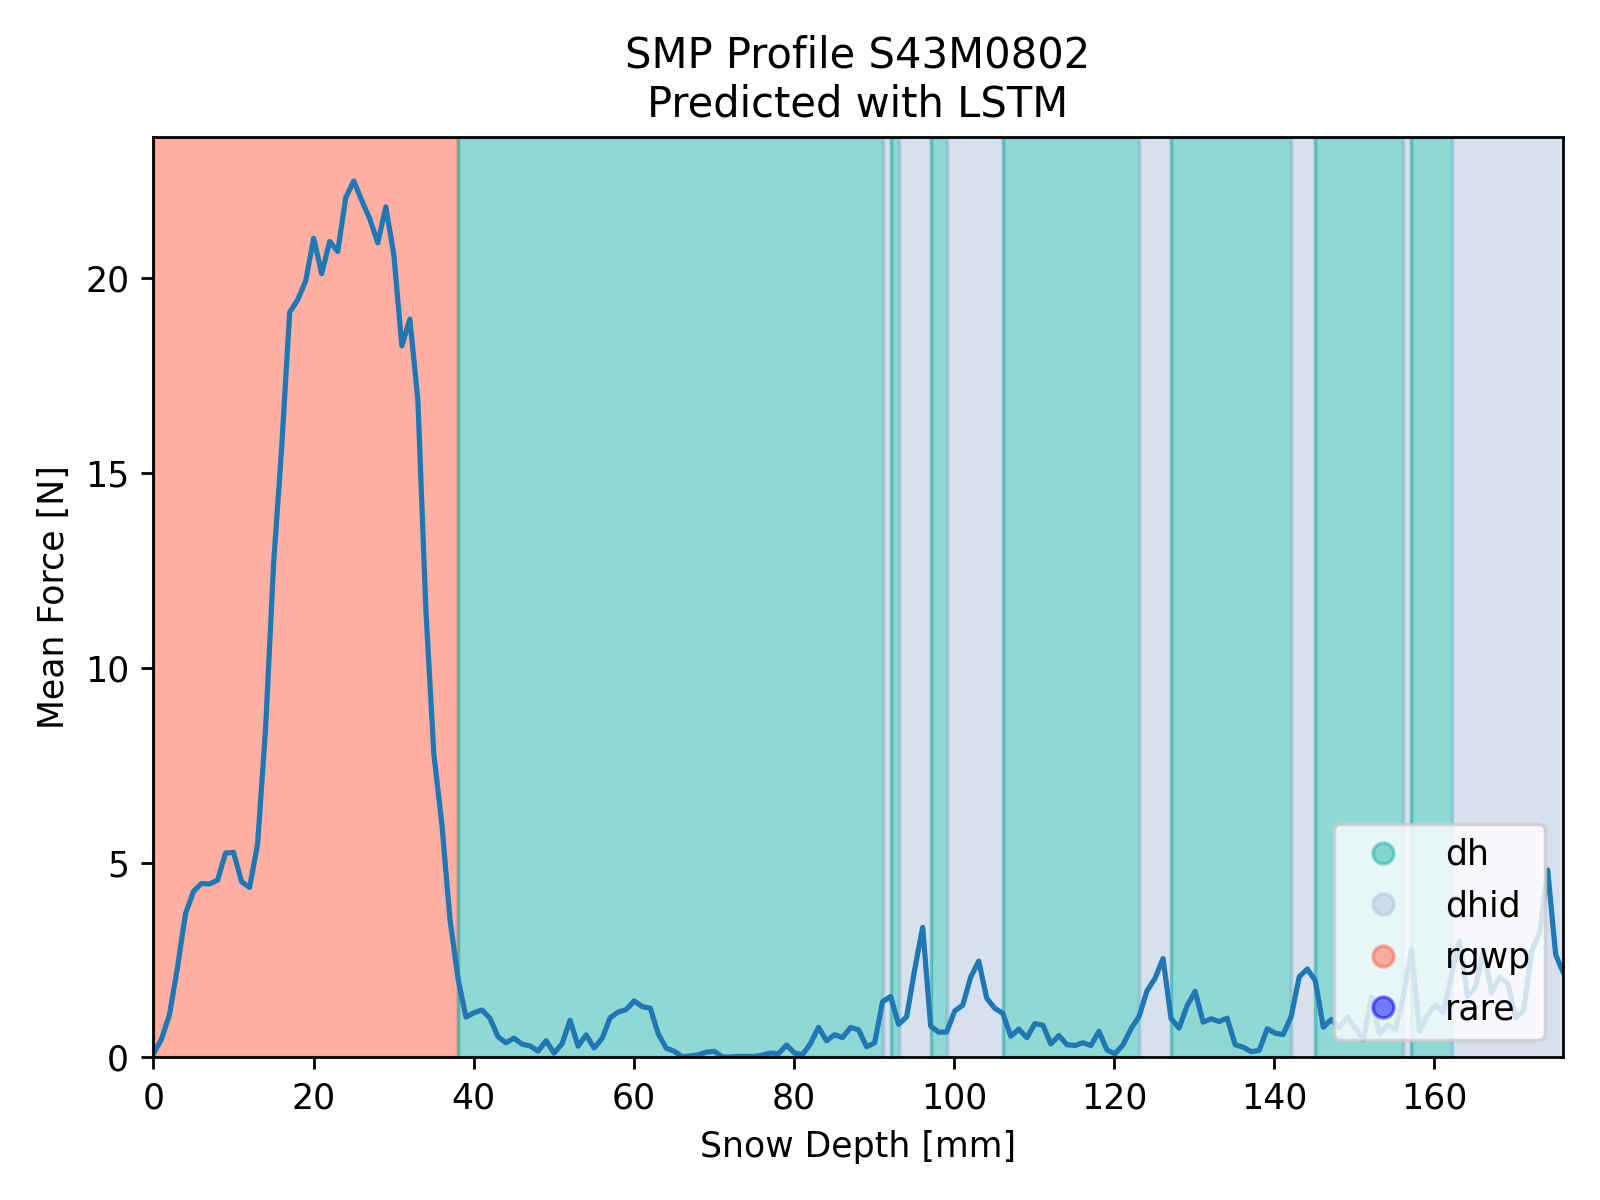 SMP Profile S43M0802
Predicted with LSTM
Mean Force [N]
20
15
10
5
0
dh
dhid
rgwp
rare
0 20 40 60 80 100 120 140 160
Snow Depth [mm]